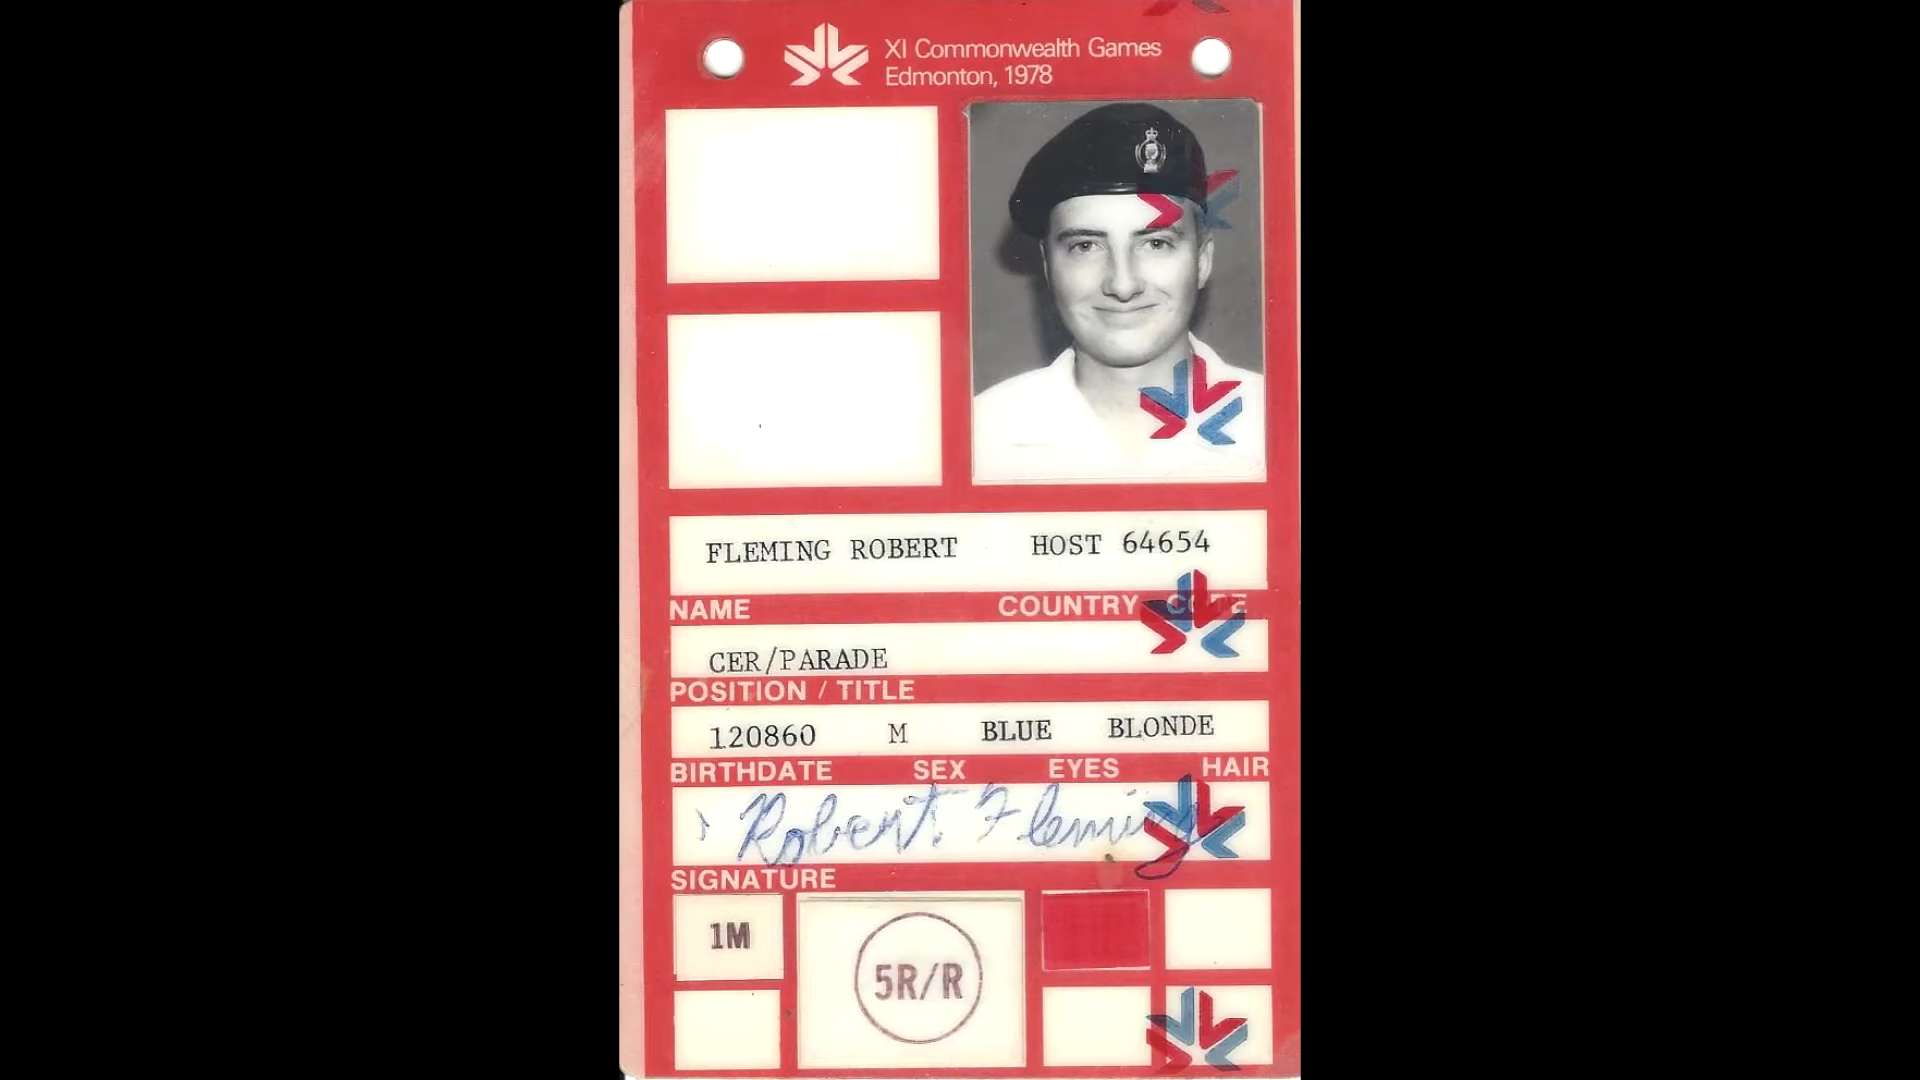 XI Commonwealth Games
Edmonton, 1978
FLEMING ROBERT HOST 64654
NAME COUNTRY CODE
CER/PARADE
POSITION / TITLE
120860 M BLUE BLONDE
BIRTHDATE SEX EYES HAIR
Robert Fleming
SIGNATURE
1M
5R/R